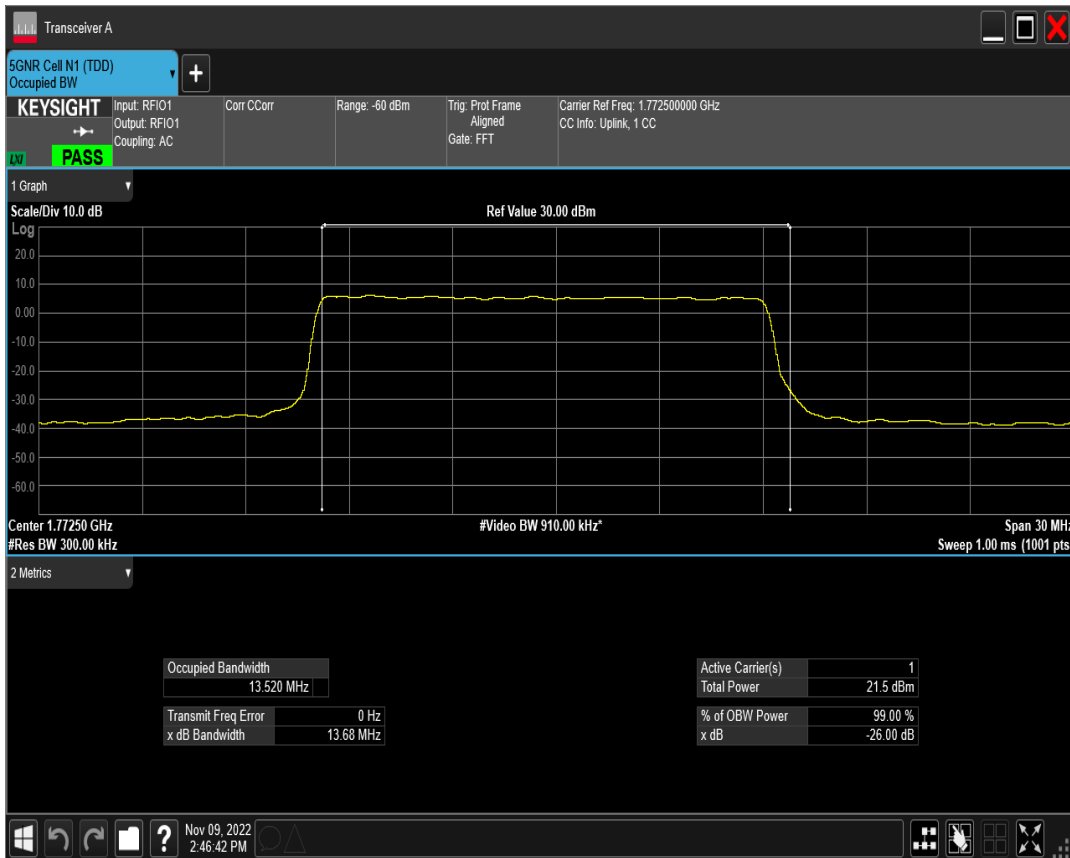 Transceiver A
5GNR Cell N1 (TDD)
Occupied BW
KEYSIGHT
LXI
PASS
Input: RFIO1
Output: RFIO1
Coupling: AC
Corr CCorr
Range: -60 dBm
Trig: Prot Frame
Aligned
Gate: FFT
Carrier Ref Freq: 1.772500000 GHz
CC Info: Uplink, 1 CC
1 Graph
Scale/Div 10.0 dB
Ref Value 30.00 dBm
Log
20.0
10.0
0.00
-10.0
-20.0
-30.0
-40.0
-50.0
-60.0
Center 1.77250 GHz
#Video BW 910.00 kHz*
Span 30 MHz
#Res BW 300.00 kHz
Sweep 1.00 ms (1001 pts
2 Metrics
Occupied Bandwidth
13.520 MHz
Transmit Freq Error 0 Hz
x dB Bandwidth 13.68 MHz
Active Carrier(s) 1
Total Power 21.5 dBm
% of OBW Power 99.00 %
x dB -26.00 dB
Nov 09, 2022
2:46:42 PM